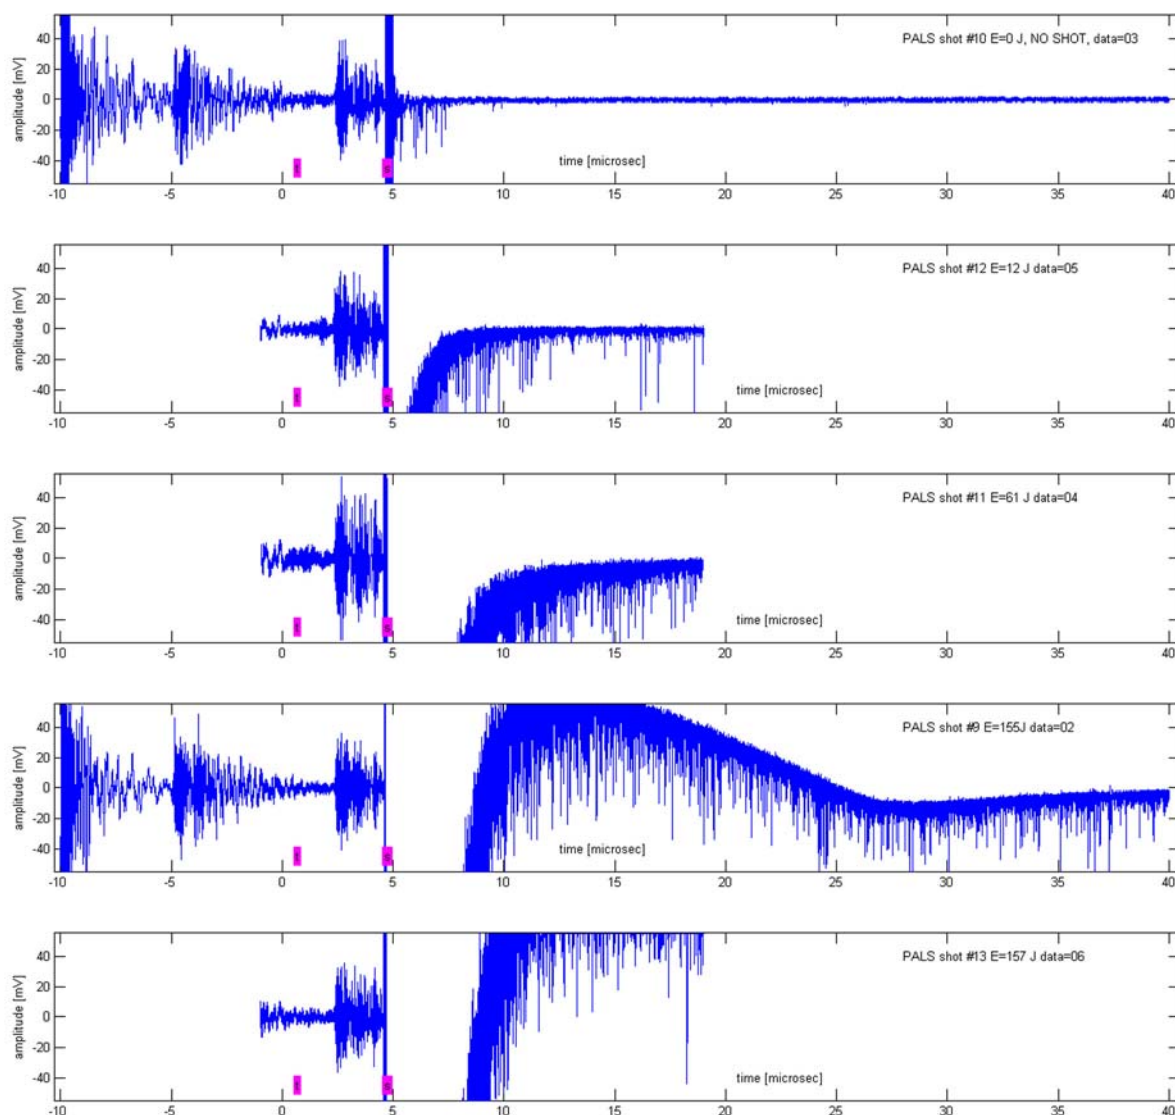 PALS shot #10 E=0 J, NO SHOT, data=03
amplitude [mV]
40
20
0
-20
-40
time [microsec]
-10 -5 0 5 10 15 20 25 30 35 40
PALS shot #12 E=12 J data=05
amplitude [mV]
40
20
0
-20
-40
time [microsec]
-10 -5 0 5 10 15 20 25 30 35 40
PALS shot #11 E=61 J data=04
amplitude [mV]
40
20
0
-20
-40
time [microsec]
-10 -5 0 5 10 15 20 25 30 35 40
PALS shot #9 E=155J data=02
amplitude [mV]
40
20
0
-20
-40
time [microsec]
-10 -5 0 5 10 15 20 25 30 35 40
PALS shot #13 E=157 J data=06
amplitude [mV]
40
20
0
-20
-40
time [microsec]
-10 -5 0 5 10 15 20 25 30 35 40